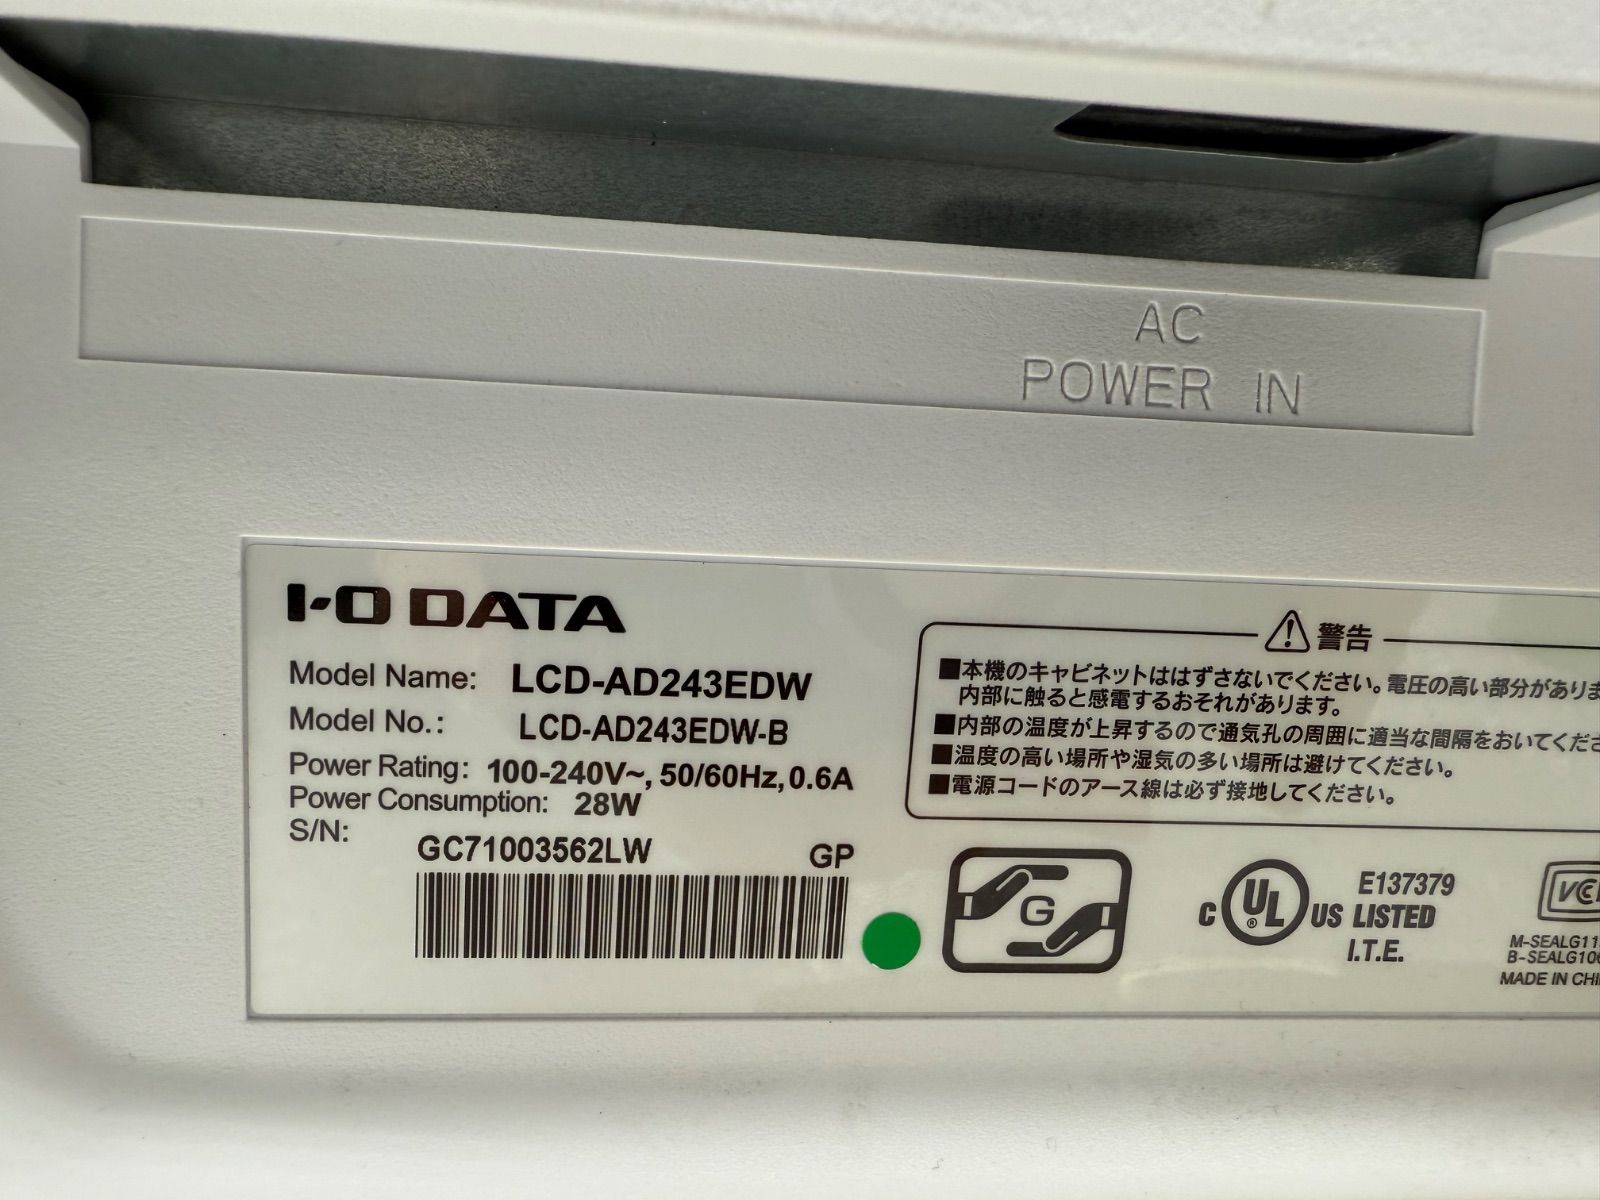 AC
POWER IN
I-O DATA
Model Name: LCD-AD243EDW
Model No.: LCD-AD243EDW-B
Power Rating: 100-240V~, 50/60Hz, 0.6A
Power Consumption: 28W
S/N:
GC71003562LW GP
警告
■本機のキャビネットははずさないでください。電圧の高い部分がありま
内部に触ると感電するおそれがあります。
■内部の温度が上昇するので通気孔の周囲に適当な間隔をおいてくださ
■温度の高い場所や湿気の多い場所は避けてください。
■電源コードのアース線は必ず接地してください。
G
C UL ® US
E137379
LISTED
I.T.E.
VC
M-SEALG11
B-SEALG10
MADE IN CHI